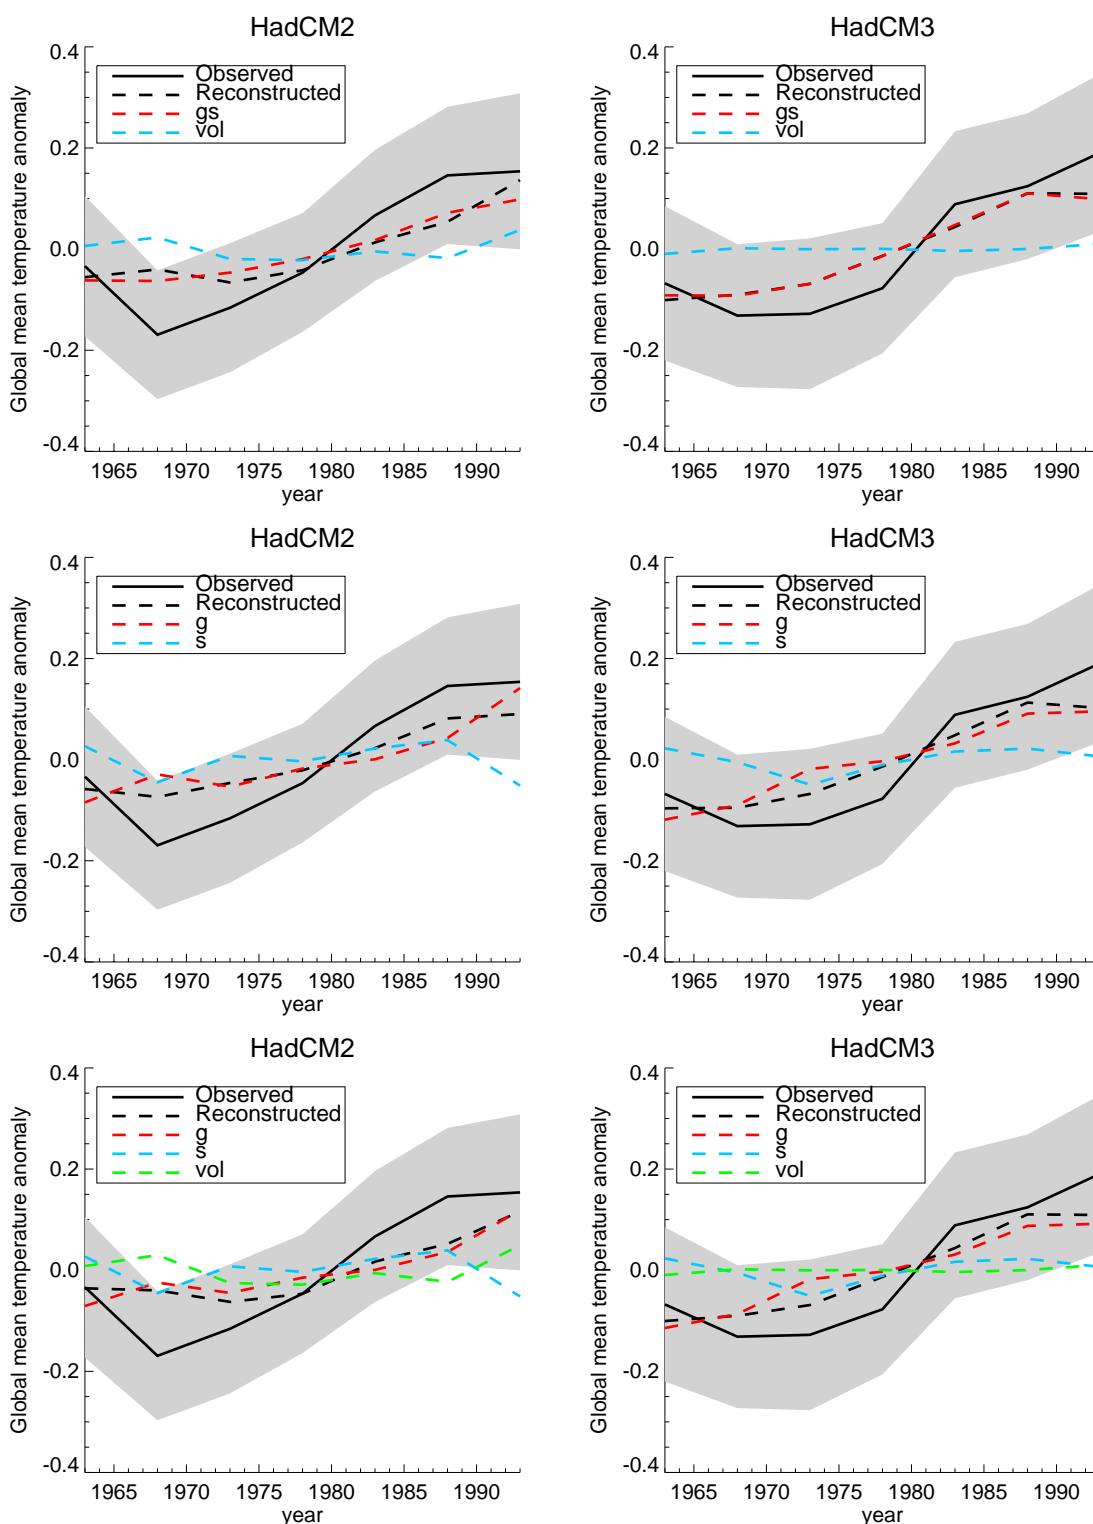 HadCM2
Global mean temperature anomaly
0.4
0.2
0.0
-0.2
-0.4
Observed
Reconstructed
gs
vol
1965 1970 1975 1980 1985 1990
year
HadCM3
Global mean temperature anomaly
0.4
0.2
0.0
-0.2
-0.4
Observed
Reconstructed
gs
vol
1965 1970 1975 1980 1985 1990
year
HadCM2
Global mean temperature anomaly
0.4
0.2
0.0
-0.2
-0.4
Observed
Reconstructed
g
s
1965 1970 1975 1980 1985 1990
year
HadCM3
Global mean temperature anomaly
0.4
0.2
0.0
-0.2
-0.4
Observed
Reconstructed
g
s
1965 1970 1975 1980 1985 1990
year
HadCM2
Global mean temperature anomaly
0.4
0.2
0.0
-0.2
-0.4
Observed
Reconstructed
g
s
vol
1965 1970 1975 1980 1985 1990
year
HadCM3
Global mean temperature anomaly
0.4
0.2
0.0
-0.2
-0.4
Observed
Reconstructed
g
s
vol
1965 1970 1975 1980 1985 1990
year